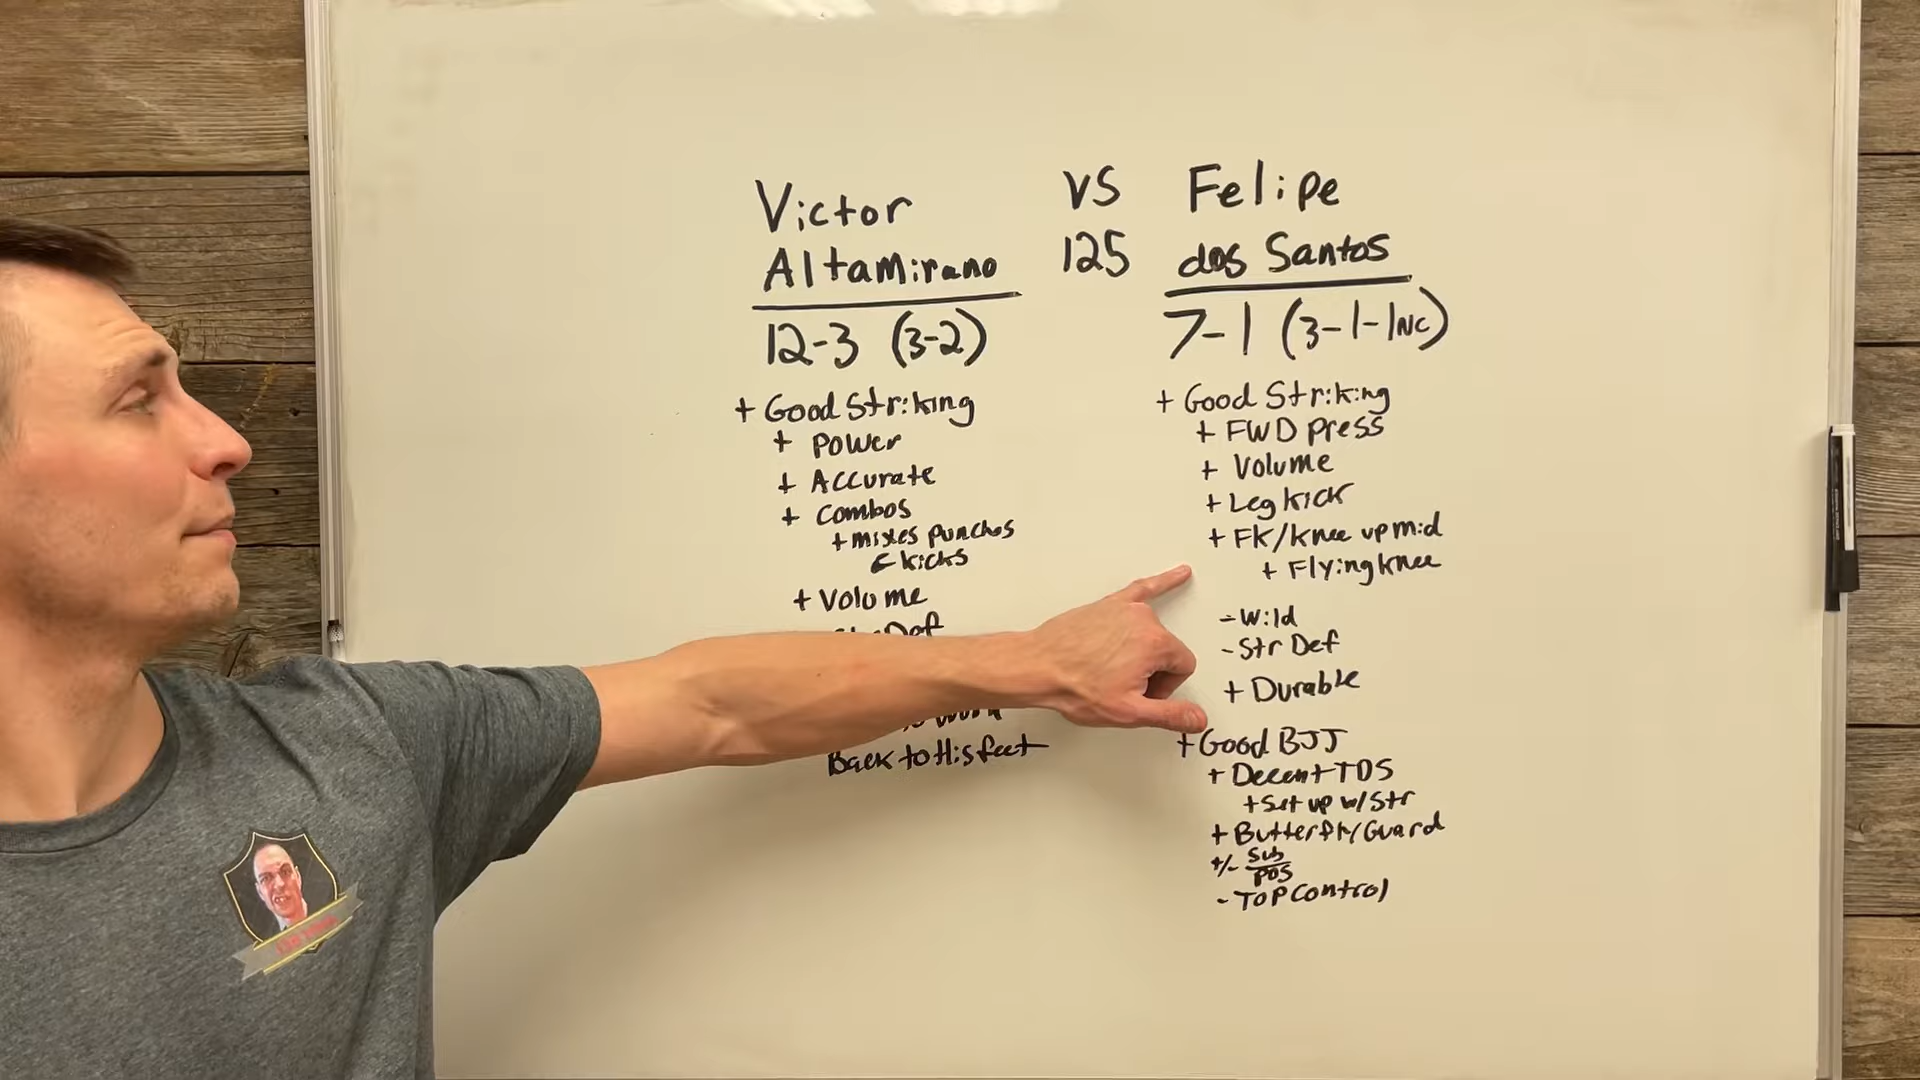 Victor
Altamirano
12-3 (3-2)
+ Good Striking
+ Power
+ Accurate
+ Combos
+ mixes punches
& kicks
+ Volume
Str Def
Back to His feet
VS
125
Felipe
dos Santos
7-1 (3-1-1NC)
+ Good Striking
+ FWD press
+ Volume
+ Leg kick
+ FK/knee up mid
+ Flying knee
- Wild
- Str Def
+ Durable
+ Good BJJ
+ Decent TDS
+ Set up w/ Str
+ Butterfly/Guard
+/- Sub
Pos
- Top Control